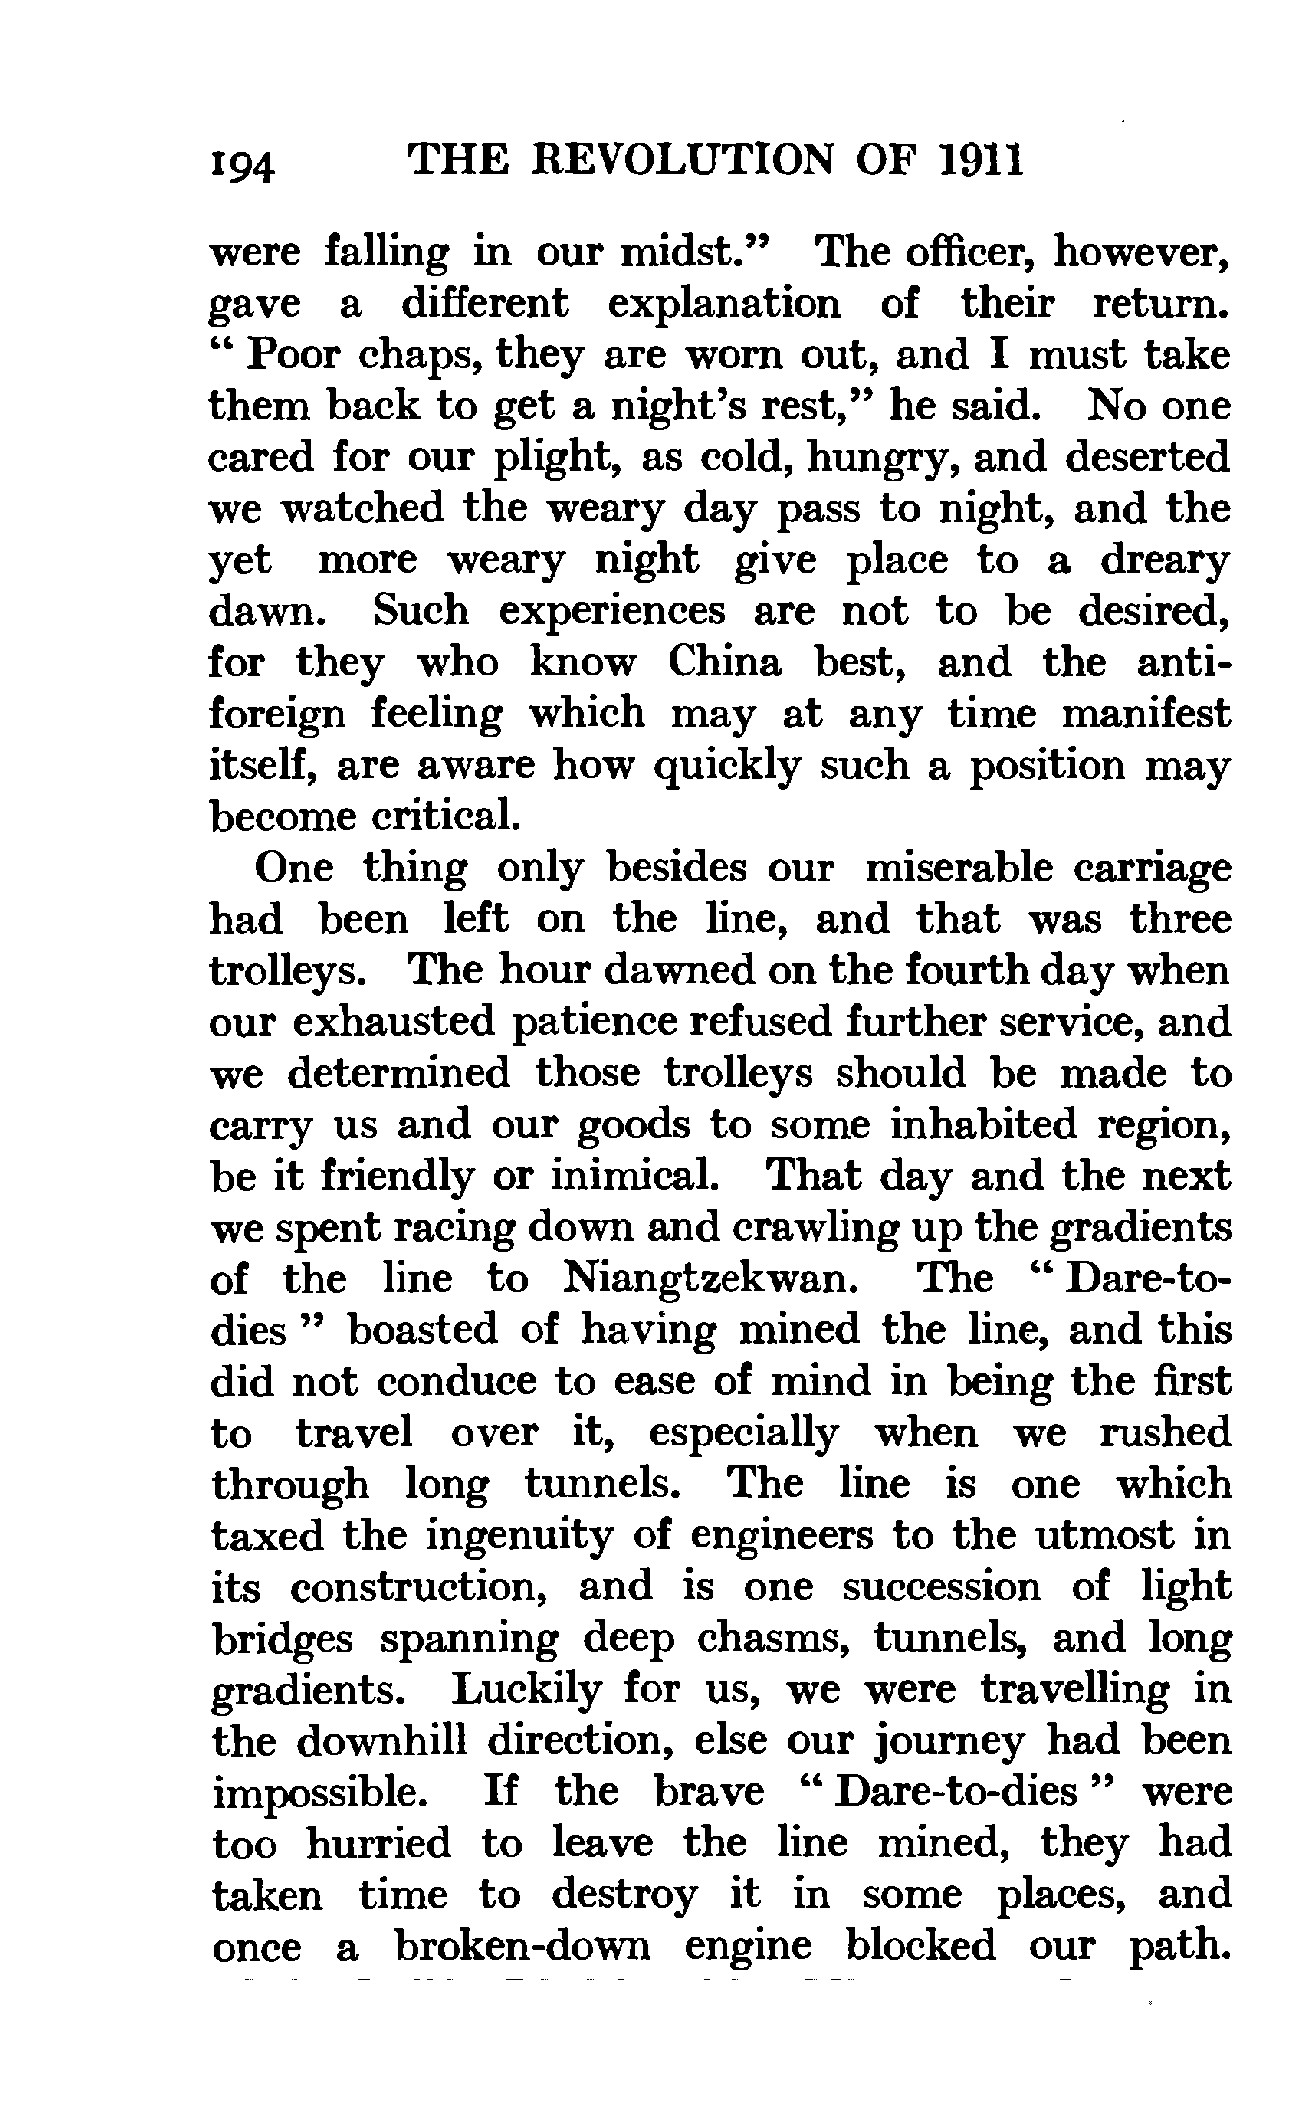 194 THE REVOLUTION OF 1911
were falling in our midst.” The officer, however,
gave a different explanation of their return.
“ Poor chaps, they are worn out, and I must take
them back to get a night's rest,” he said. No one
cared for our plight, as cold, hungry, and deserted
we watched the weary day pass to night, and the
yet more weary night give place to a dreary
dawn. Such experiences are not to be desired,
for they who know China best, and the anti-
foreign feeling which may at any time manifest
itself, are aware how quickly such a position may
become critical.
One thing only besides our miserable carriage
had been left on the line, and that was three
trolleys. The hour dawned on the fourth day when
our exhausted patience refused further service, and
we determined those trolleys should be made to
carry us and our goods to some inhabited region,
be it friendly or inimical. That day and the next
we spent racing down and crawling up the gradients
of the line to Niangtzekwan. The “ Dare-to-
dies ” boasted of having mined the line, and this
did not conduce to ease of mind in being the first
to travel over it, especially when we rushed
through long tunnels. The line is one which
taxed the ingenuity of engineers to the utmost in
its construction, and is one succession of light
bridges spanning deep chasms, tunnels, and long
gradients. Luckily for us, we were travelling in
the downhill direction, else our journey had been
impossible. If the brave “ Dare-to-dies ” were
too hurried to leave the line mined, they had
taken time to destroy it in some places, and
once a broken-down engine blocked our path.